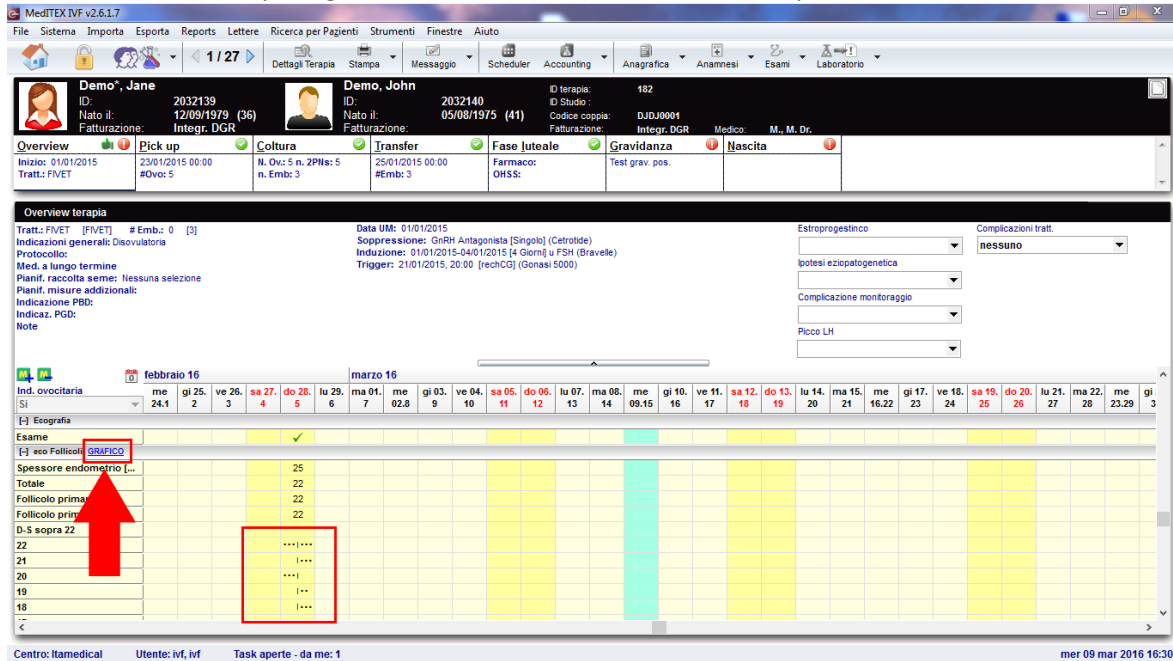 MedITEX IVF v2.6.1.7
File Sistema Importa Esporta Reports Lettere Ricerca per Pazienti Strumenti Finestre Aiuto
1 / 27 Dettagli Terapia Stampa Messaggio Scheduler Accounting Anagrafica Anamnesi Esami Laboratorio
Demo*, Jane
ID: 2032139
Nato il: 12/09/1979 (36)
Fatturazione: Integr. DGR
Demo, John
ID: 2032140
Nato il: 05/08/1975 (41)
Fatturazione:
ID terapia: 182
ID Studio :
Codice coppia: DJDJ0001
Fatturazione: Integr. DGR Medico: M., M. Dr.
Overview
Inizio: 01/01/2015
Tratt.: FIVET
Pick up
23/01/2015 00:00
#Ovo: 5
Coltura
N. Ov.: 5 n. 2PNs: 5
n. Emb: 3
Transfer
25/01/2015 00:00
#Emb: 3
Fase luteale
Farmaco:
OHSS:
Gravidanza
Test grav. pos.
Nascita
Overview terapia
Tratt.: FIVET [FIVET] # Emb.: 0 [3]
Indicazioni generali: Disovulatoria
Protocollo:
Med. a lungo termine
Pianif. raccolta seme: Nessuna selezione
Pianif. misure addizionali:
Indicazione PBD:
Indicaz. PGD:
Note
Data UM: 01/01/2015
Soppressione: GnRH Antagonista [Singolo] (Cetrotide)
Induzione: 01/01/2015-04/01/2015 [4 Giorni] u FSH (Bravelle)
Trigger: 21/01/2015, 20:00 [rechCG] (Gonasi 5000)
Estroprogestinco
Ipotesi eziopatogenetica
Complicazione monitoraggio
Picco LH
Complicazioni tratt.
nessuno
febbraio 16 marzo 16
Ind. ovocitaria me gi 25. ve 26. sa 27. do 28. lu 29. ma 01. me gi 03. ve 04. sa 05. do 06. lu 07. ma 08. me gi 10. ve 11. sa 12. do 13. lu 14. ma 15. me gi 17. ve 18. sa 19. do 20. lu 21. ma 22. me gi
Si 24.1 2 3 4 5 6 7 02.8 9 10 11 12 13 14 09.15 16 17 18 19 20 21 16.22 23 24 25 26 27 28 23.29 3
[-] Ecografia
Esame ✓
[-] eco Follicoli GRAFICO
Spessore endometrio [... 25
Totale 22
Follicolo prima 22
Follicolo prim 22
D-S sopra 22
22 •••|•••
21 |•••
20 •••|
19 |••
18 |•••
Centro: Itamedical Utente: ivf, ivf Task aperte - da me: 1 mer 09 mar 2016 16:30